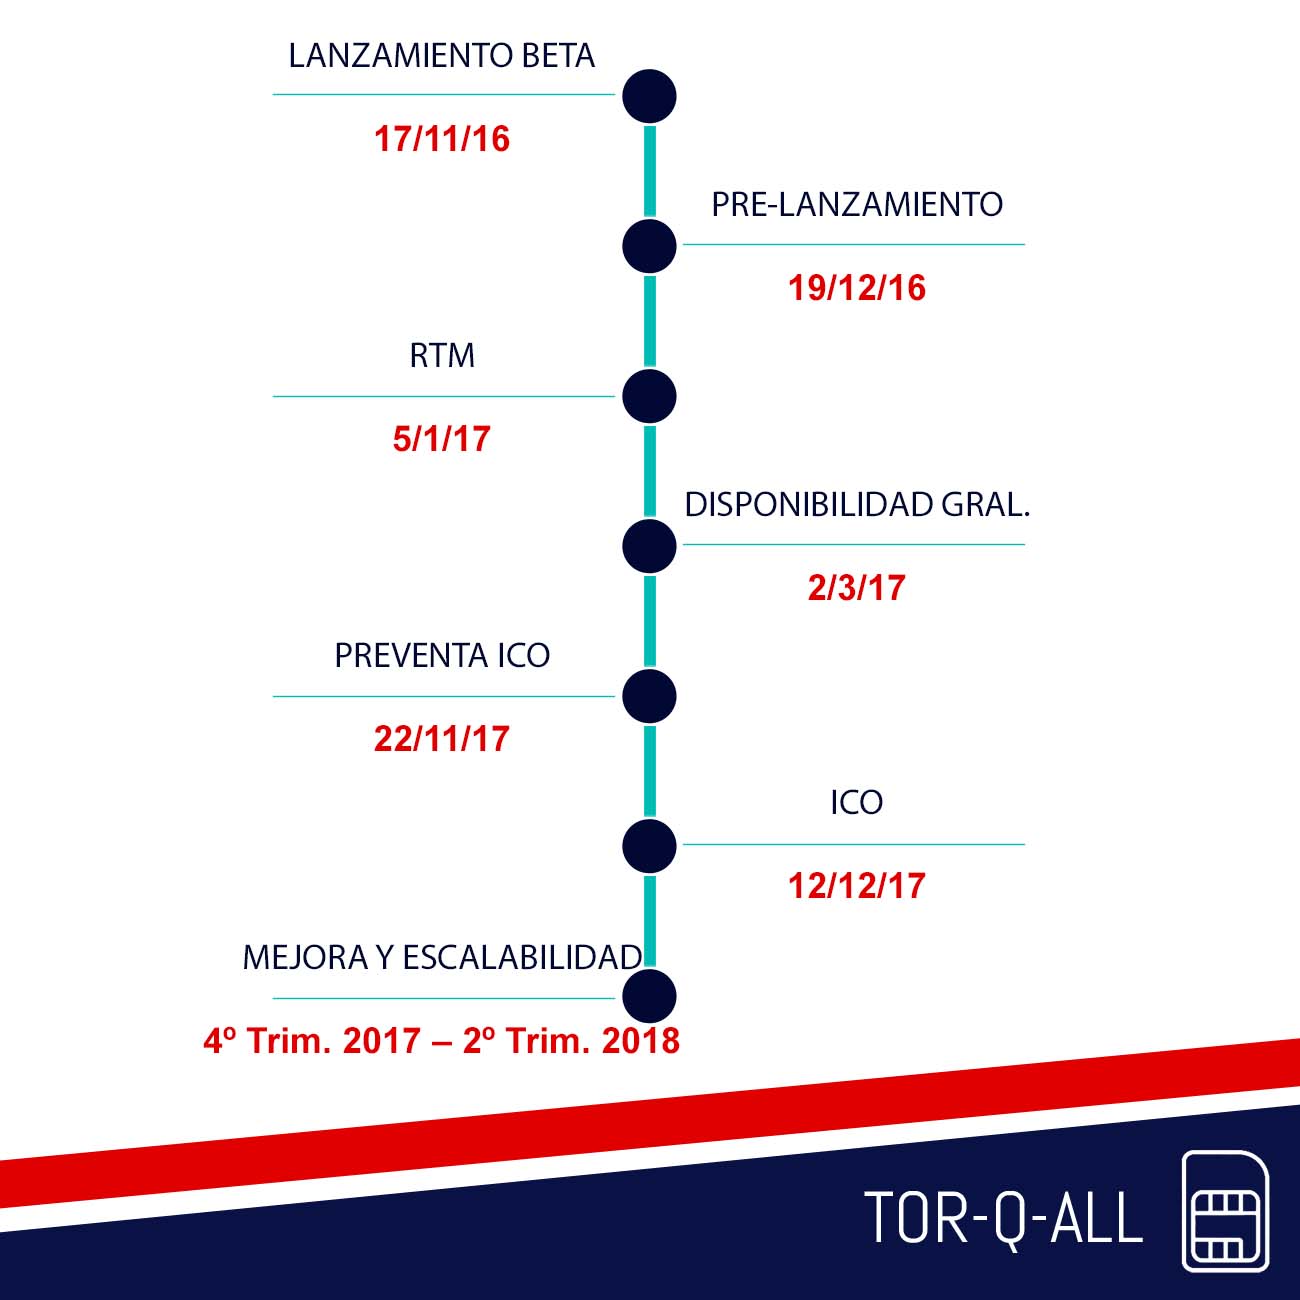 LANZAMIENTO BETA
17/11/16
PRE-LANZAMIENTO
19/12/16
RTM
5/1/17
DISPONIBILIDAD GRAL.
2/3/17
PREVENTA ICO
22/11/17
ICO
12/12/17
MEJORA Y ESCALABILIDAD
4º Trim. 2017 – 2º Trim. 2018
TOR-Q-ALL